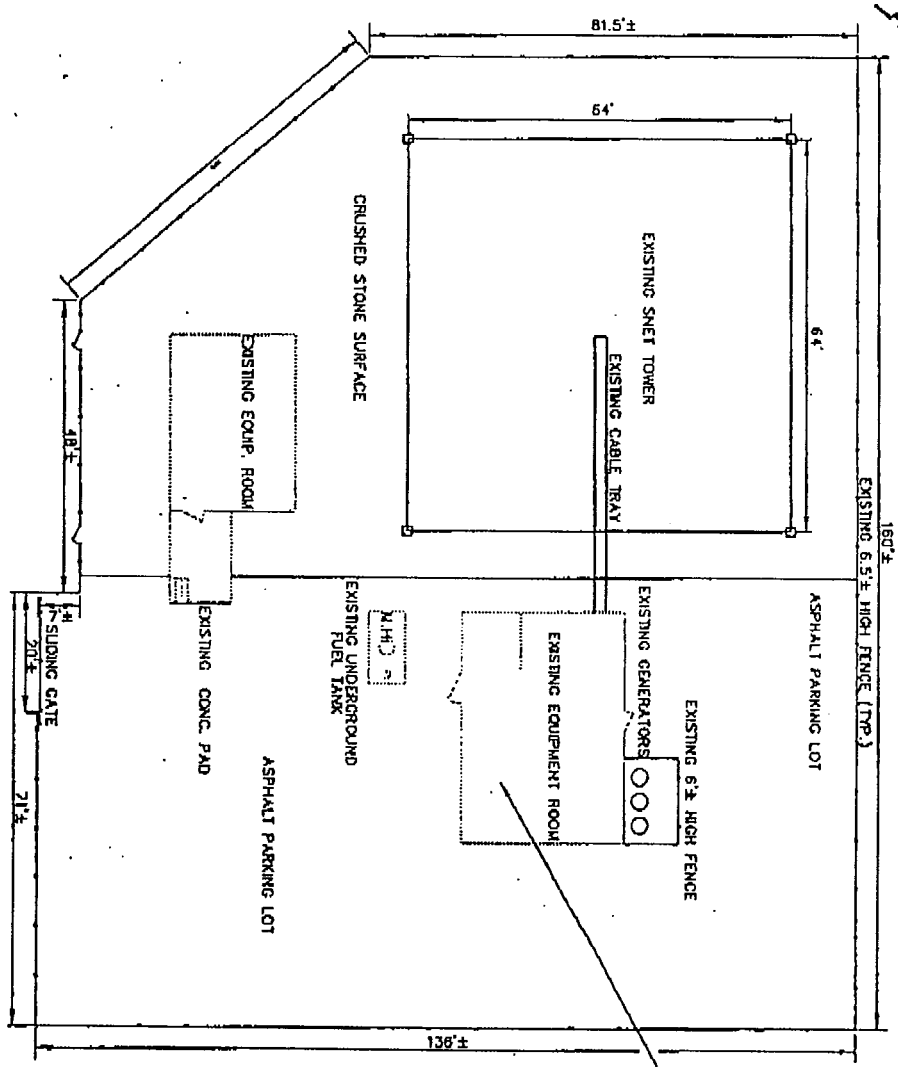 81.5'±
64'
64'
EXISTING SNET TOWER
CRUSHED STONE SURFACE
EXISTING CABLE TRAY
EXISTING EQUIP. ROOM
48'±
160'±
EXISTING 6.5'± HIGH FENCE (TYP.)
ASPHALT PARKING LOT
EXISTING GENERATORS
EXISTING 6'± HIGH FENCE
EXISTING EQUIPMENT ROOM
EXISTING UNDERGROUND
FUEL TANK
EXISTING CONC. PAD
ASPHALT PARKING LOT
7'±
SLIDING GATE
20'±
71'±
136'±